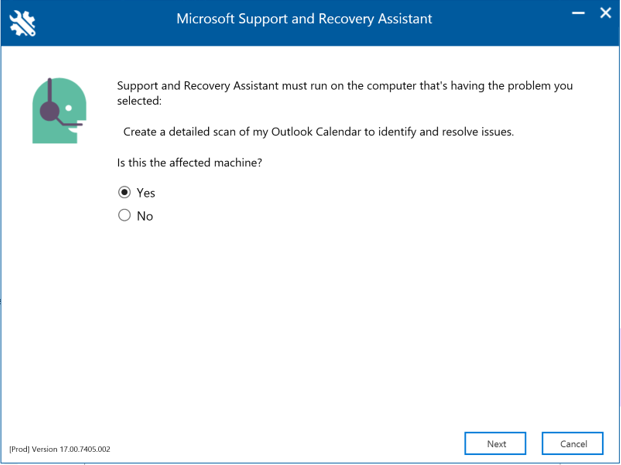 Microsoft Support and Recovery Assistant
Support and Recovery Assistant must run on the computer that's having the problem you
selected:
Create a detailed scan of my Outlook Calendar to identify and resolve issues.
Is this the affected machine?
Yes
No
[Prod] Version 17.00.7405.002
Next
Cancel